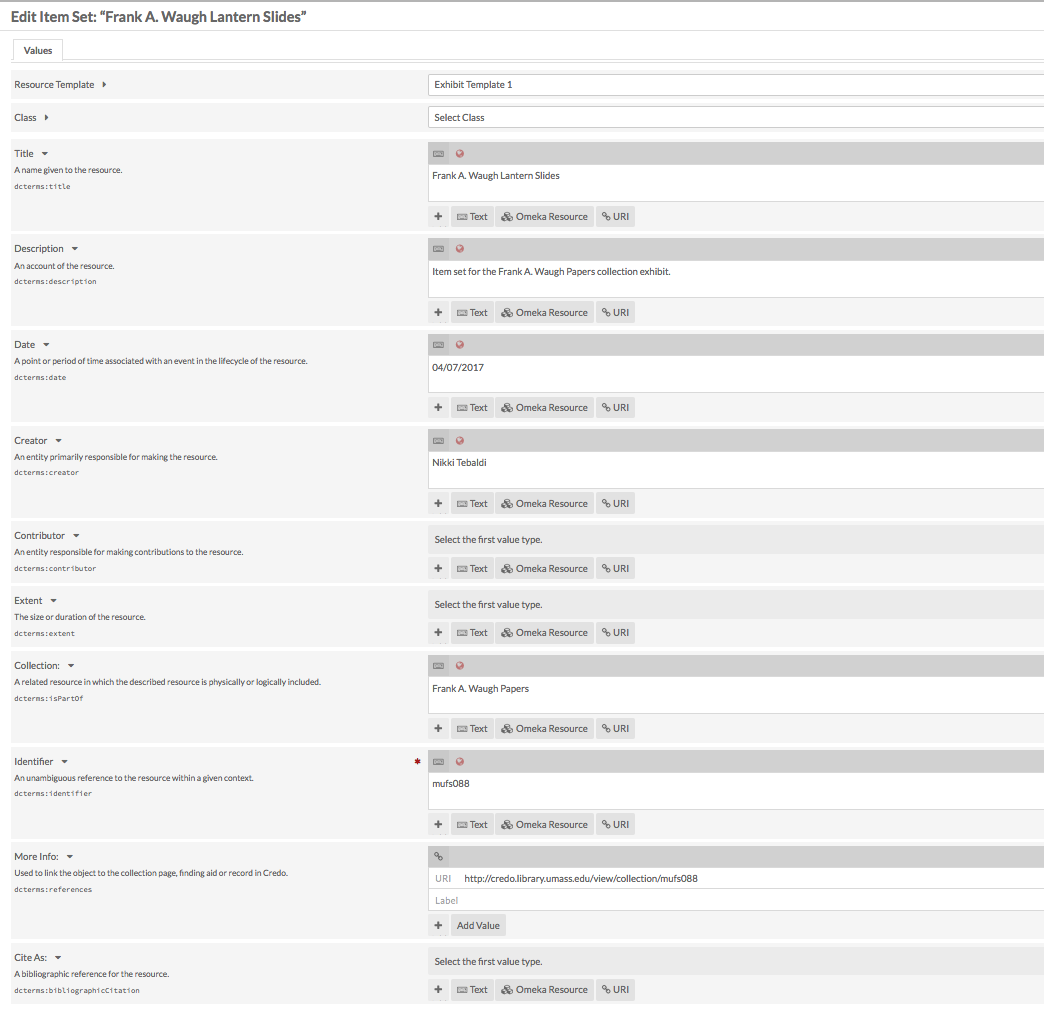 Edit Item Set: “Frank A. Waugh Lantern Slides”
Values
Resource Template
Exhibit Template 1
Class
Select Class
Title
A name given to the resource.
dcterms:title
Frank A. Waugh Lantern Slides
+ Text Omeka Resource URI
Description
An account of the resource.
dcterms:description
Item set for the Frank A. Waugh Papers collection exhibit.
+ Text Omeka Resource URI
Date
A point or period of time associated with an event in the lifecycle of the resource.
dcterms:date
04/07/2017
+ Text Omeka Resource URI
Creator
An entity primarily responsible for making the resource.
dcterms:creator
Nikki Tebaldi
+ Text Omeka Resource URI
Contributor
An entity responsible for making contributions to the resource.
dcterms:contributor
Select the first value type.
+ Text Omeka Resource URI
Extent
The size or duration of the resource.
dcterms:extent
Select the first value type.
+ Text Omeka Resource URI
Collection:
A related resource in which the described resource is physically or logically included.
dcterms:isPartOf
Frank A. Waugh Papers
+ Text Omeka Resource URI
Identifier *
An unambiguous reference to the resource within a given context.
dcterms:identifier
mufs088
+ Text Omeka Resource URI
More Info:
Used to link the object to the collection page, finding aid or record in Credo.
dcterms:references
URI http://credo.library.umass.edu/view/collection/mufs088
Label
+ Add Value
Cite As:
A bibliographic reference for the resource.
dcterms:bibliographicCitation
Select the first value type.
+ Text Omeka Resource URI